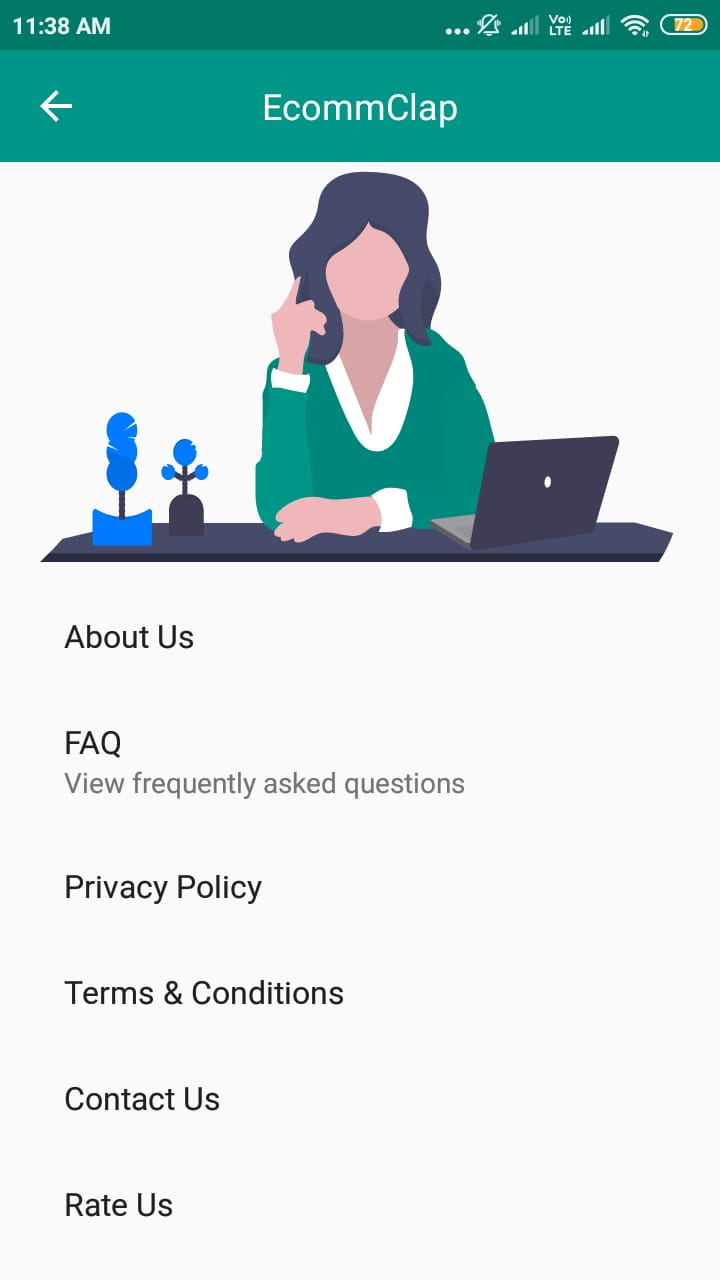 11:38 AM
Vo) LTE
72
EcommClap
About Us
FAQ
View frequently asked questions
Privacy Policy
Terms & Conditions
Contact Us
Rate Us